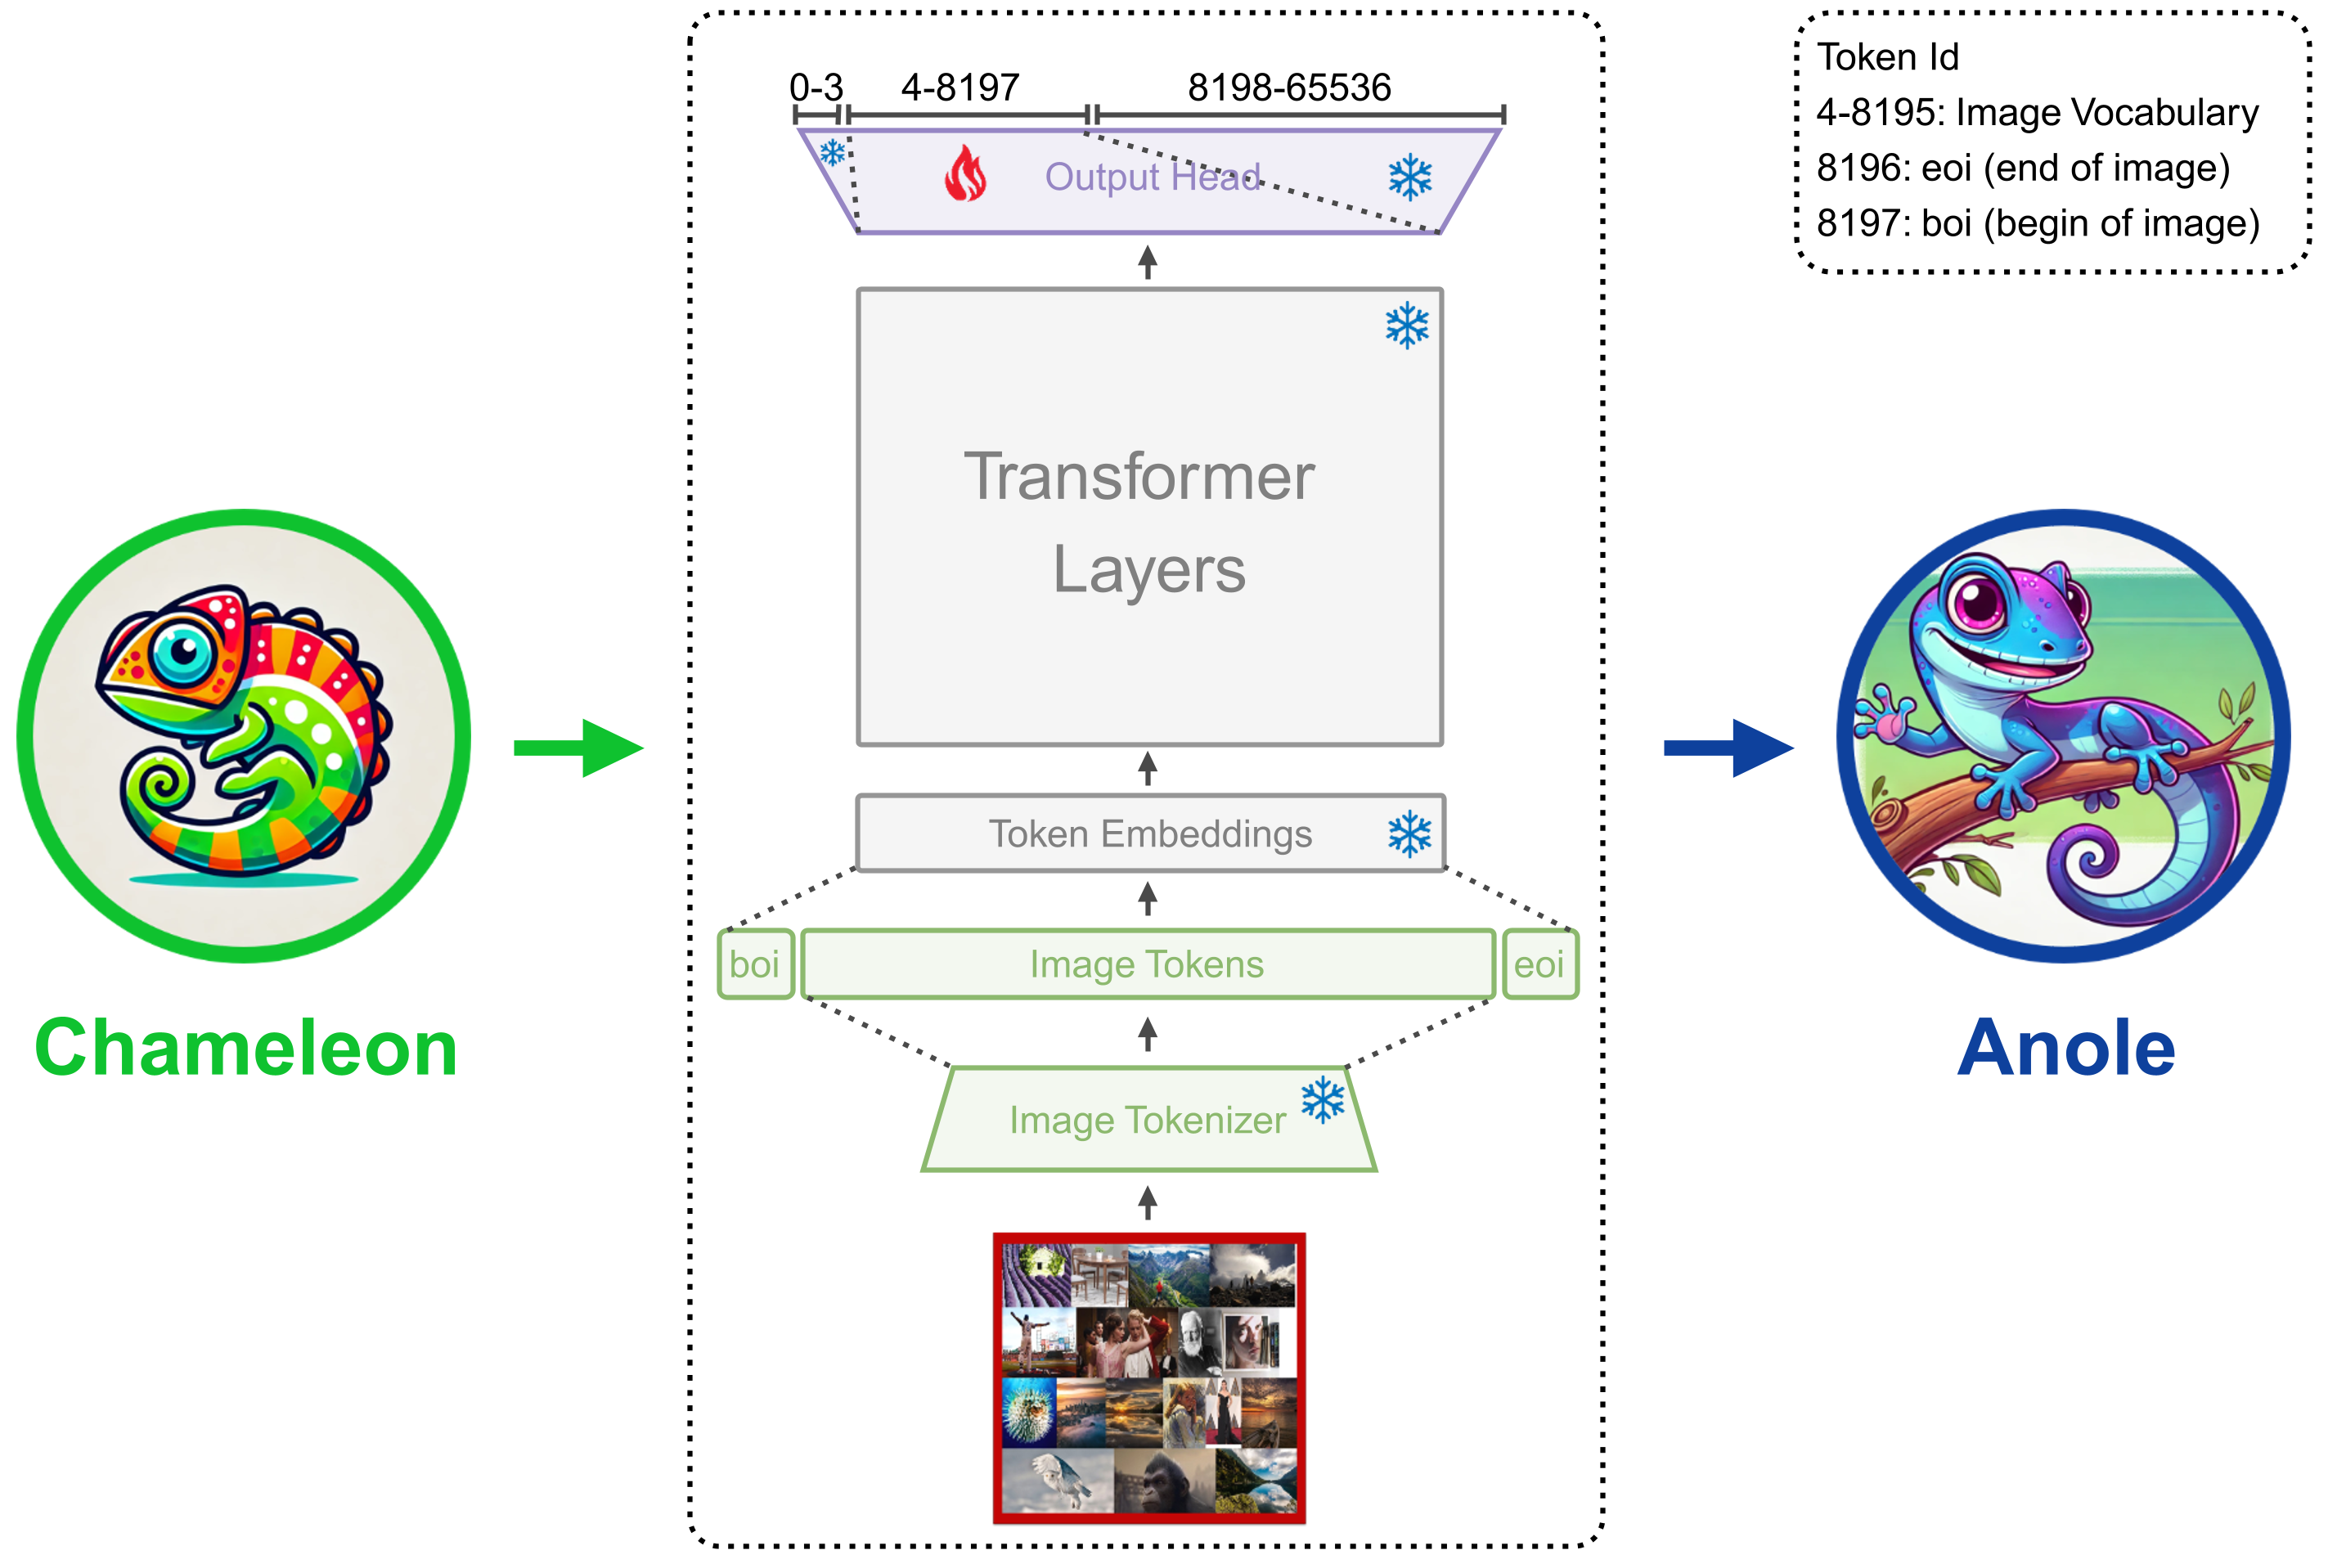 0-3
4-8197
8198-65536
Output Head
Transformer
Layers
Token Embeddings
boi
Image Tokens
eoi
Image Tokenizer
Chameleon
Token Id
4-8195: Image Vocabulary
8196: eoi (end of image)
8197: boi (begin of image)
Anole